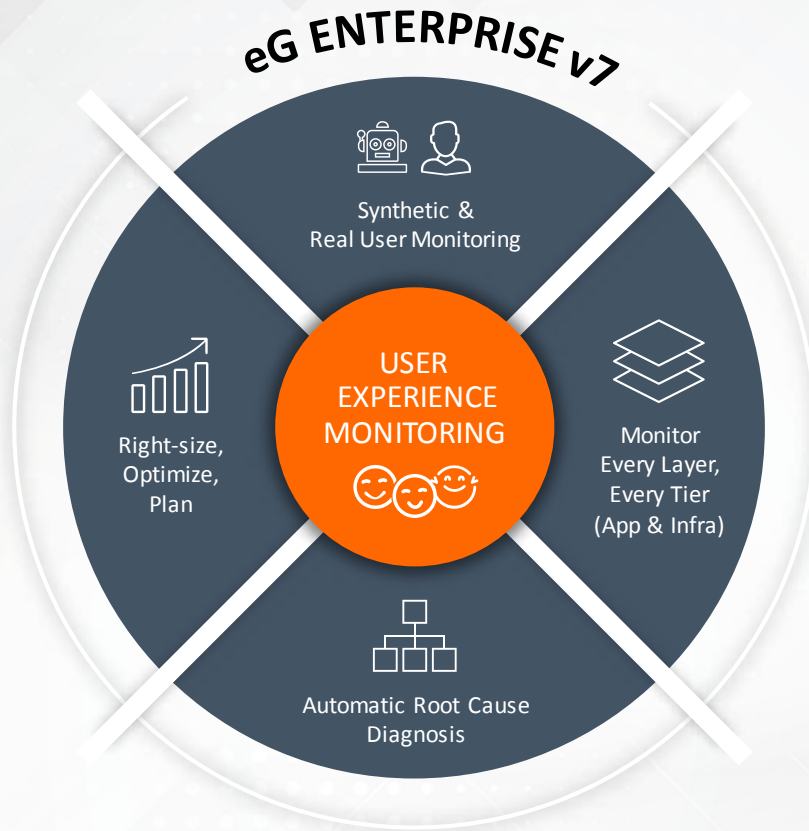 eG ENTERPRISE v7
Synthetic &
Real User Monitoring
USER
EXPERIENCE
MONITORING
Right-size,
Optimize,
Plan
Monitor
Every Layer,
Every Tier
(App & Infra)
Automatic Root Cause
Diagnosis